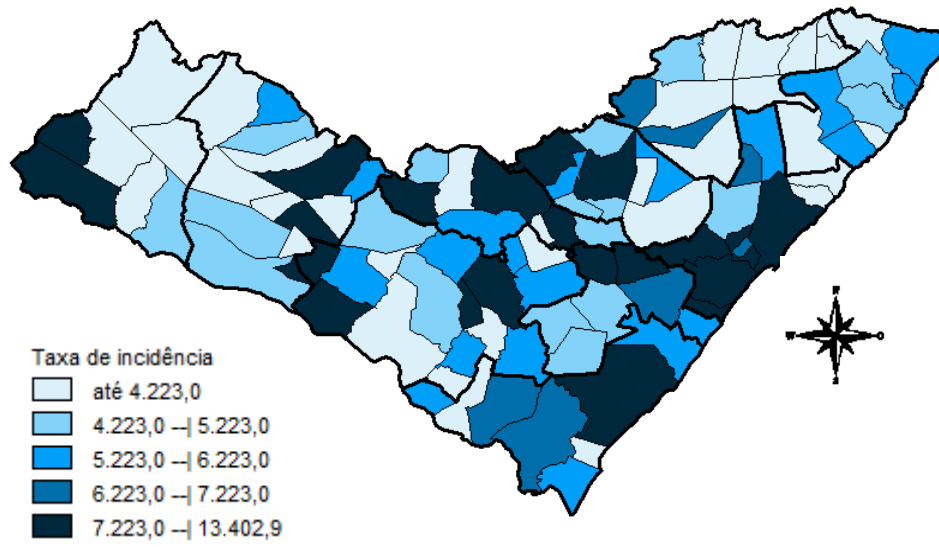 Taxa de incidência
até 4.223,0
4.223,0 --| 5.223,0
5.223,0 --| 6.223,0
6.223,0 --| 7.223,0
7.223,0 --| 13.402,9